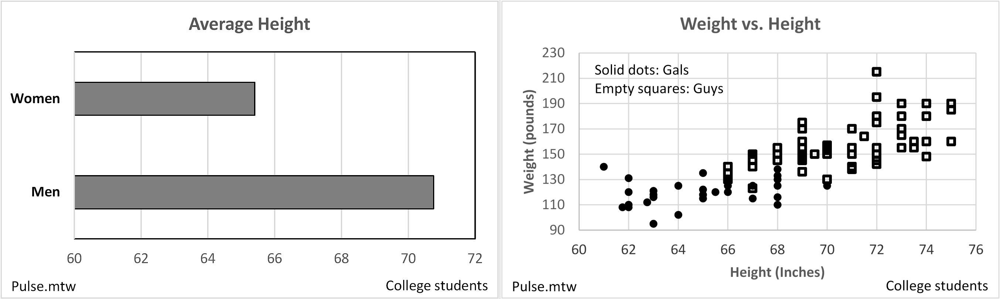 Average Height
Women
Men
60 62 64 66 68 70 72
Pulse.mtw
College students
Weight vs. Height
Solid dots: Gals
Empty squares: Guys
Weight (pounds)
230
210
190
170
150
130
110
90
60 62 64 66 68 70 72 74 76
Height (Inches)
Pulse.mtw
College students